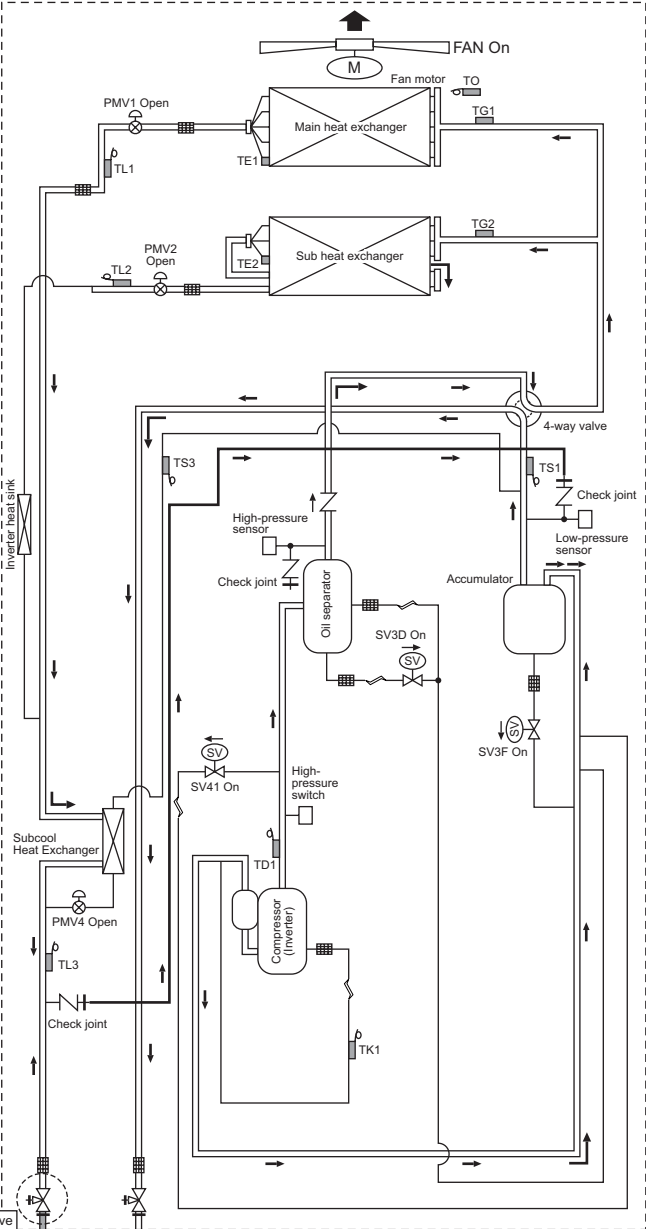 FAN On
M
Fan motor
TO
PMV1 Open
TG1
Main heat exchanger
TL1
TE1
TG2
PMV2
Open
Sub heat exchanger
TE2
TL2
4-way valve
TS3
TS1
Check joint
Inverter heat sink
High-pressure
sensor
Low-pressure
sensor
Check joint
Accumulator
Oil separator
SV3D On
SV
SV
SV3F On
SV
SV41 On
High-
pressure
switch
Subcool
Heat Exchanger
TD1
PMV4 Open
Compressor
(Inverter)
TL3
Check joint
TK1
ve